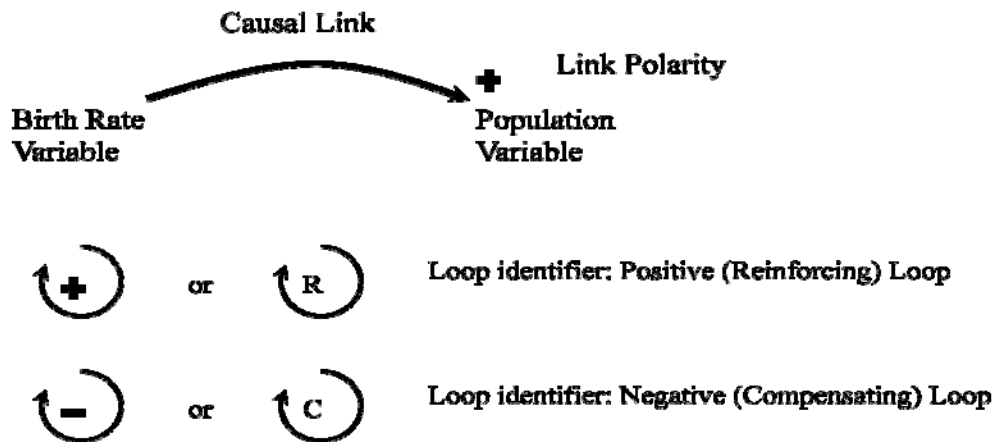 Causal Link
+ Link Polarity
Birth Rate
Variable
Population
Variable
+ or R Loop identifier: Positive (Reinforcing) Loop
- or C Loop identifier: Negative (Compensating) Loop